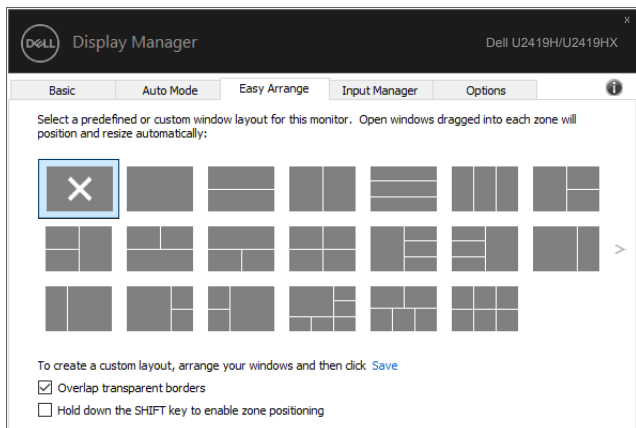 x
DELL Display Manager Dell U2419H/U2419HX
Basic Auto Mode Easy Arrange Input Manager Options
Select a predefined or custom window layout for this monitor. Open windows dragged into each zone will
position and resize automatically:
To create a custom layout, arrange your windows and then click Save
Overlap transparent borders
Hold down the SHIFT key to enable zone positioning